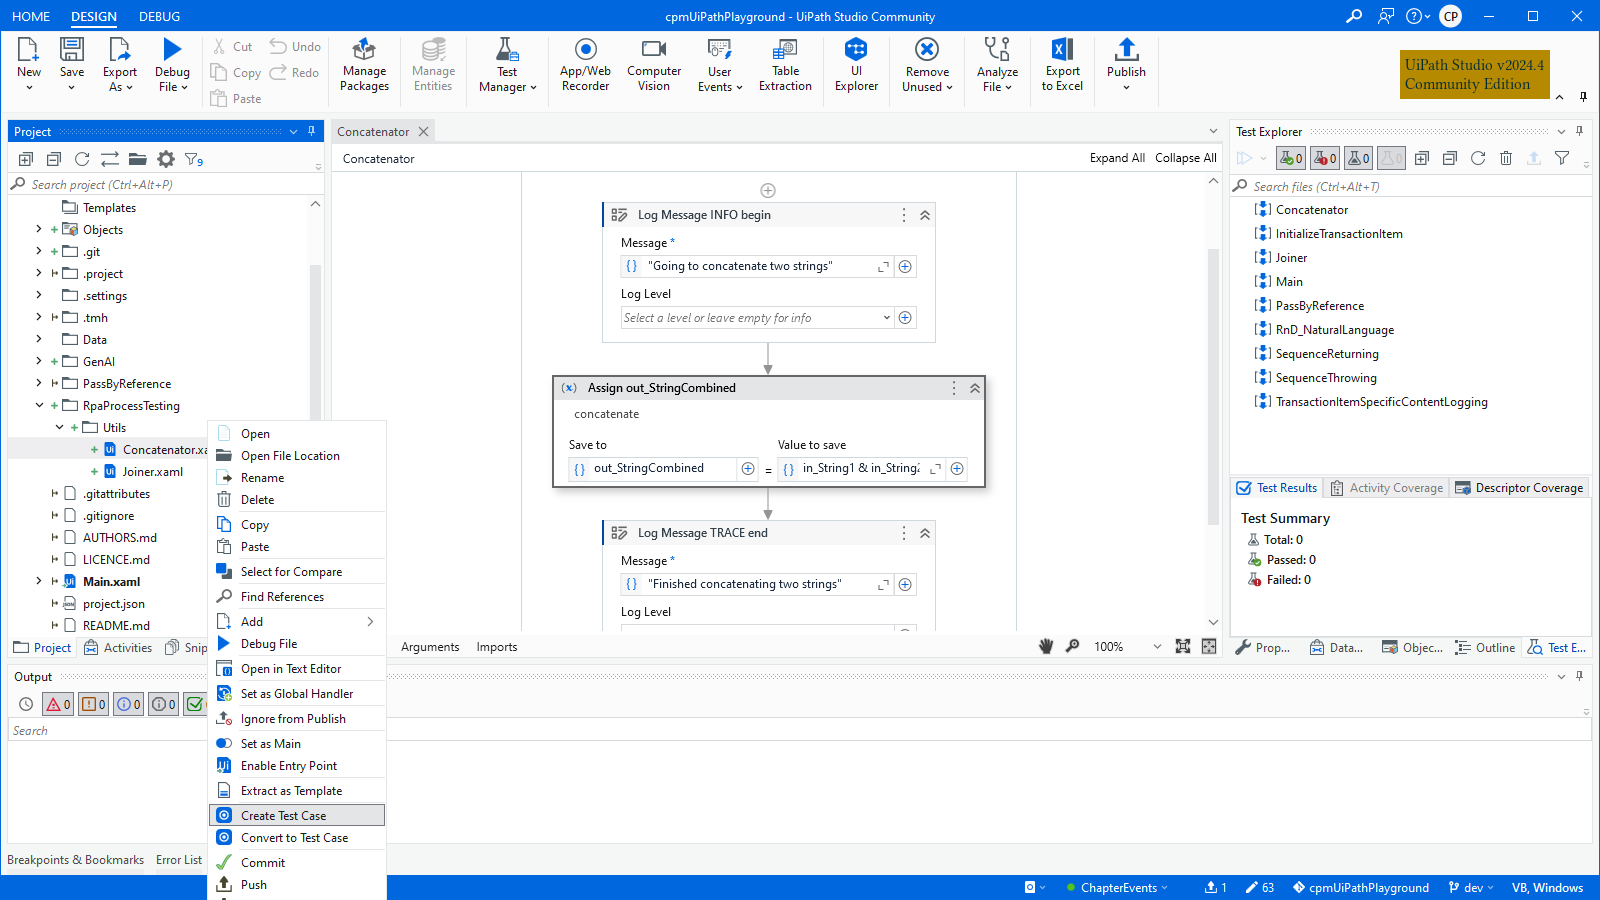 HOME DESIGN DEBUG
cpmUiPathPlayground - UiPath Studio Community
CP
New
Save
Export As
Debug File
Cut
Copy
Paste
Undo
Redo
Manage Packages
Manage Entities
Test Manager
App/Web Recorder
Computer Vision
User Events
Table Extraction
UI Explorer
Remove Unused
Analyze File
Export to Excel
Publish
UiPath Studio v2024.4
Community Edition
Project
9
Search project (Ctrl+Alt+P)
Templates
Objects
.git
.project
.settings
.tmh
Data
GenAI
PassByReference
RpaProcessTesting
Utils
Concatenator.xa
Joiner.xaml
.gitattributes
.gitignore
AUTHORS.md
LICENCE.md
Main.xaml
project.json
README.md
Project Activities Snip
Open
Open File Location
Rename
Delete
Copy
Paste
Select for Compare
Find References
Add
Debug File
Open in Text Editor
Set as Global Handler
Ignore from Publish
Set as Main
Enable Entry Point
Extract as Template
Create Test Case
Convert to Test Case
Commit
Push
Concatenator
Concatenator
Expand All Collapse All
Log Message INFO begin
Message *
"Going to concatenate two strings"
Log Level
Select a level or leave empty for info
Assign out_StringCombined
concatenate
Save to
Value to save
out_StringCombined
=
in_String1 & in_String2
Log Message TRACE end
Message *
"Finished concatenating two strings"
Log Level
Arguments Imports
100%
Test Explorer
0 0 0 0
Search files (Ctrl+Alt+T)
Concatenator
InitializeTransactionItem
Joiner
Main
PassByReference
RnD_NaturalLanguage
SequenceReturning
SequenceThrowing
TransactionItemSpecificContentLogging
Test Results Activity Coverage Descriptor Coverage
Test Summary
Total: 0
Passed: 0
Failed: 0
Prop... Data... Objec... Outline Test E...
Output
0 0 0 0
Search
Breakpoints & Bookmarks Error List
ChapterEvents 1 63 cpmUiPathPlayground dev VB, Windows